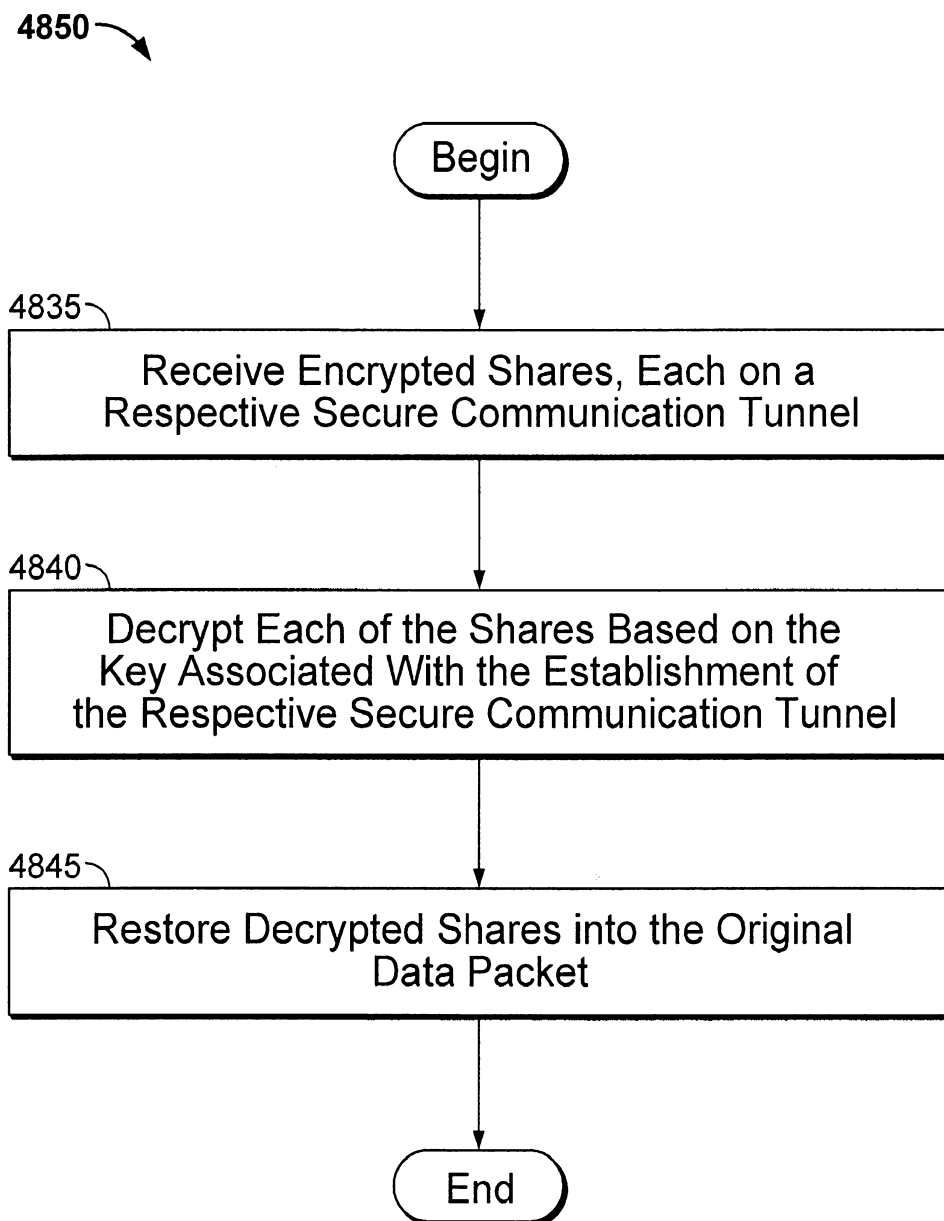 4850
Begin
4835
Receive Encrypted Shares, Each on a
Respective Secure Communication Tunnel
4840
Decrypt Each of the Shares Based on the
Key Associated With the Establishment of
the Respective Secure Communication Tunnel
4845
Restore Decrypted Shares into the Original
Data Packet
End